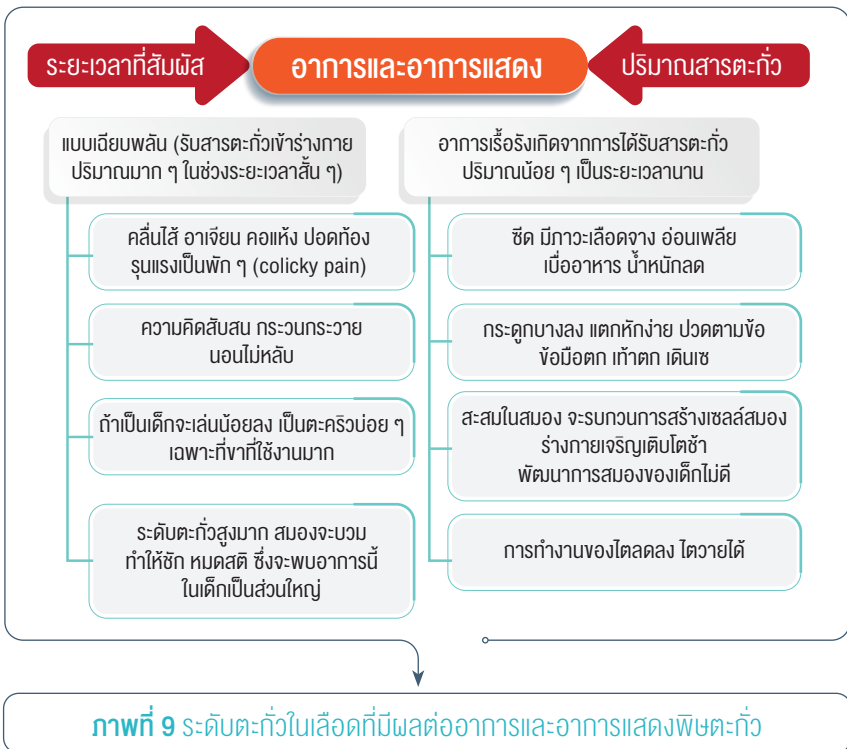 ระยะเวลาที่สัมผัส
อาการและอาการแสดง
ปริมาณสารตะกั่ว
แบบเฉียบพลัน (รับสารตะกั่วเข้าร่างกาย
ปริมาณมาก ๆ ในช่วงระยะเวลาสั้น ๆ)
คลื่นไส้ อาเจียน คอแห้ง ปอดท้อง
รุนแรงเป็นพัก ๆ (colicky pain)
ความคิดสับสน กระวนกระวาย
นอนไม่หลับ
ถ้าเป็นเด็กจะเล่นน้อยลง เป็นตะคริวบ่อย ๆ
เฉพาะที่ขาที่ใช้งานมาก
ระดับตะกั่วสูงมาก สมองจะบวม
ทำให้ชัก หมดสติ ซึ่งจะพบอาการนี้
ในเด็กเป็นส่วนใหญ่
อาการเรื้อรังเกิดจากการได้รับสารตะกั่ว
ปริมาณน้อย ๆ เป็นระยะเวลานาน
ซีด มีภาวะเลือดจาง อ่อนเพลีย
เบื่ออาหาร น้ำหนักลด
กระดูกบางลง แตกหักง่าย ปวดตามข้อ
ข้อมือตก เท้าตก เดินเซ
สะสมในสมอง จะรบกวนการสร้างเซลล์สมอง
ร่างกายเจริญเติบโตช้า
พัฒนาการสมองของเด็กไม่ดี
การทำงานของไตลดลง ไตวายได้
ภาพที่ 9 ระดับตะกั่วในเลือดที่มีผลต่ออาการและอาการแสดงพิษตะกั่ว